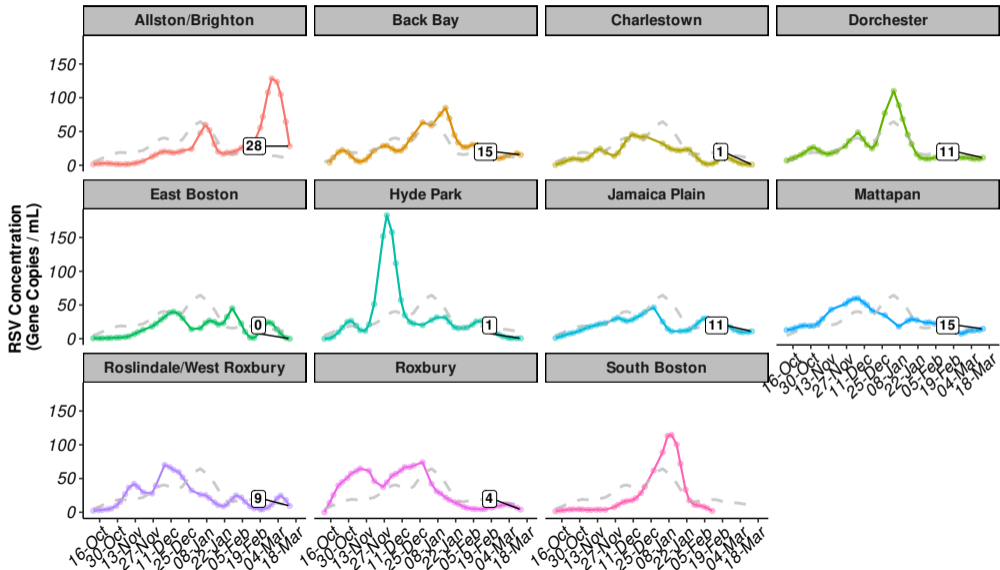 Allston/Brighton
Back Bay
Charlestown
Dorchester
150
100
50
0
28
15
1
11
East Boston
Hyde Park
Jamaica Plain
Mattapan
RSV Concentration
(Gene Copies / mL)
150
100
50
0
0
1
11
15
16-Oct
30-Oct
13-Nov
27-Nov
11-Dec
25-Dec
08-Jan
22-Jan
05-Feb
19-Feb
04-Mar
18-Mar
Roslindale/West Roxbury
Roxbury
South Boston
150
100
50
0
9
4
16-Oct
30-Oct
13-Nov
27-Nov
11-Dec
25-Dec
08-Jan
22-Jan
05-Feb
19-Feb
04-Mar
18-Mar
16-Oct
30-Oct
13-Nov
27-Nov
11-Dec
25-Dec
08-Jan
22-Jan
05-Feb
19-Feb
04-Mar
18-Mar
16-Oct
30-Oct
13-Nov
27-Nov
11-Dec
25-Dec
08-Jan
22-Jan
05-Feb
19-Feb
04-Mar
18-Mar